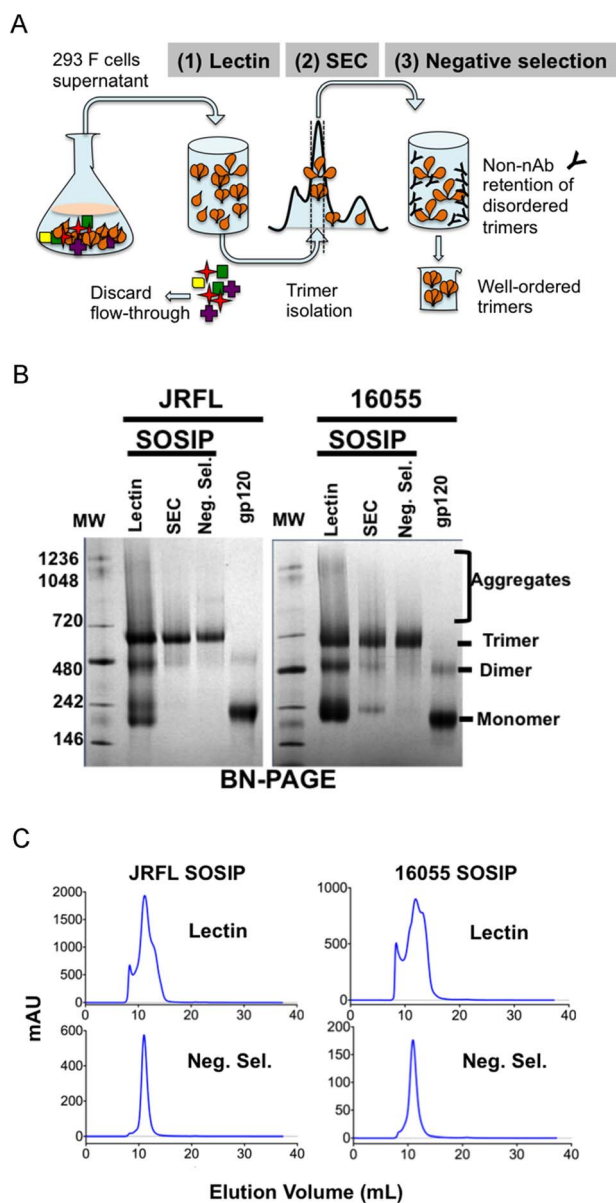 A
293 F cells
supernatant
(1) Lectin
(2) SEC
(3) Negative selection
Non-nAb
retention of
disordered
trimers
Discard
flow-through
Trimer
isolation
Well-ordered
trimers
B
JRFL
16055
SOSIP
SOSIP
MW
Lectin
SEC
Neg. Sel.
gp120
MW
Lectin
SEC
Neg. Sel.
gp120
1236
1048
720
480
242
146
Aggregates
Trimer
Dimer
Monomer
BN-PAGE
C
JRFL SOSIP
16055 SOSIP
2000
1500
1000
500
0
Lectin
0 10 20 30 40
1000
500
0
Lectin
0 10 20 30 40
mAU
600
400
200
0
Neg. Sel.
0 10 20 30 40
200
150
100
50
0
Neg. Sel.
0 10 20 30 40
Elution Volume (mL)